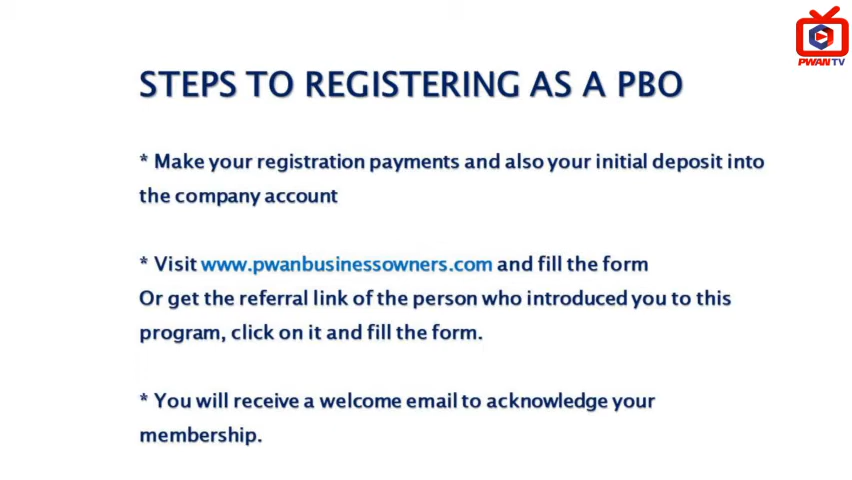 PWAN TV
STEPS TO REGISTERING AS A PBO
* Make your registration payments and also your initial deposit into
the company account
* Visit www.pwanbusinessowners.com and fill the form
Or get the referral link of the person who introduced you to this
program, click on it and fill the form.
* You will receive a welcome email to acknowledge your
membership.